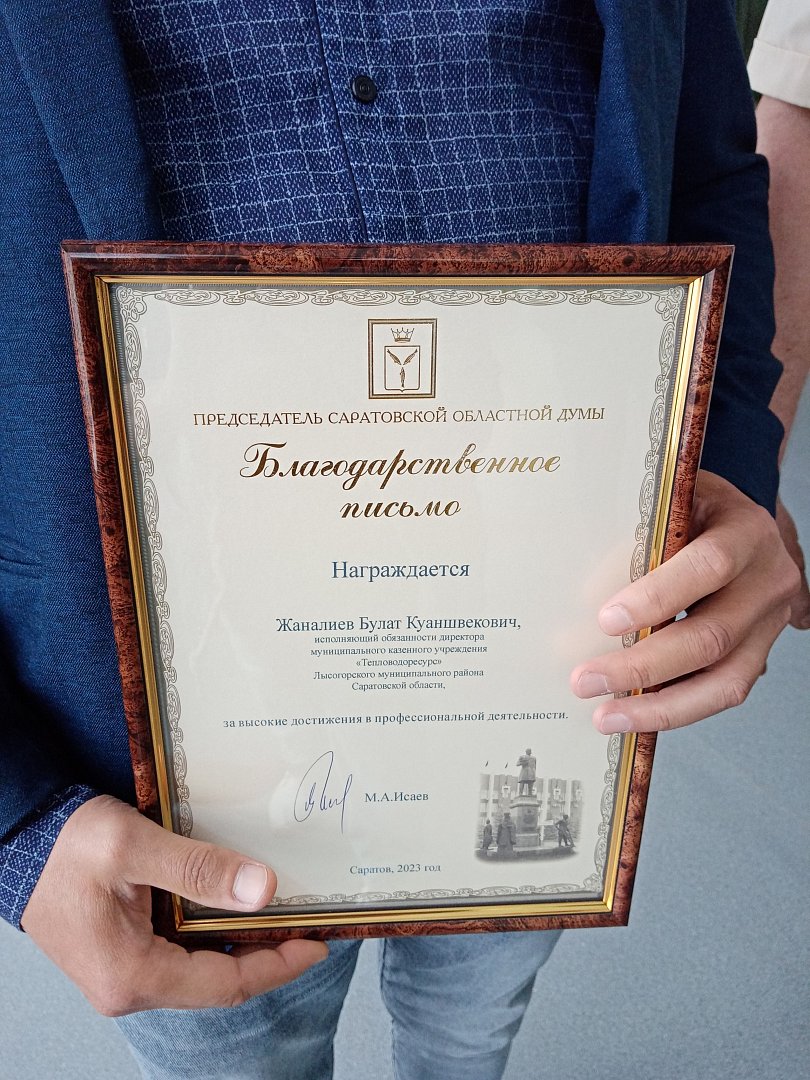 ПРЕДСЕДАТЕЛЬ САРАТОВСКОЙ ОБЛАСТНОЙ ДУМЫ
Благодарственное
письмо
Награждается
Жаналиев Булат Куаншвекович,
исполняющий обязанности директора
муниципального казенного учреждения
«Тепловодоресурс»
Лысогорского муниципального района
Саратовской области,
за высокие достижения в профессиональной деятельности.
М.А.Исаев
Саратов, 2023 год